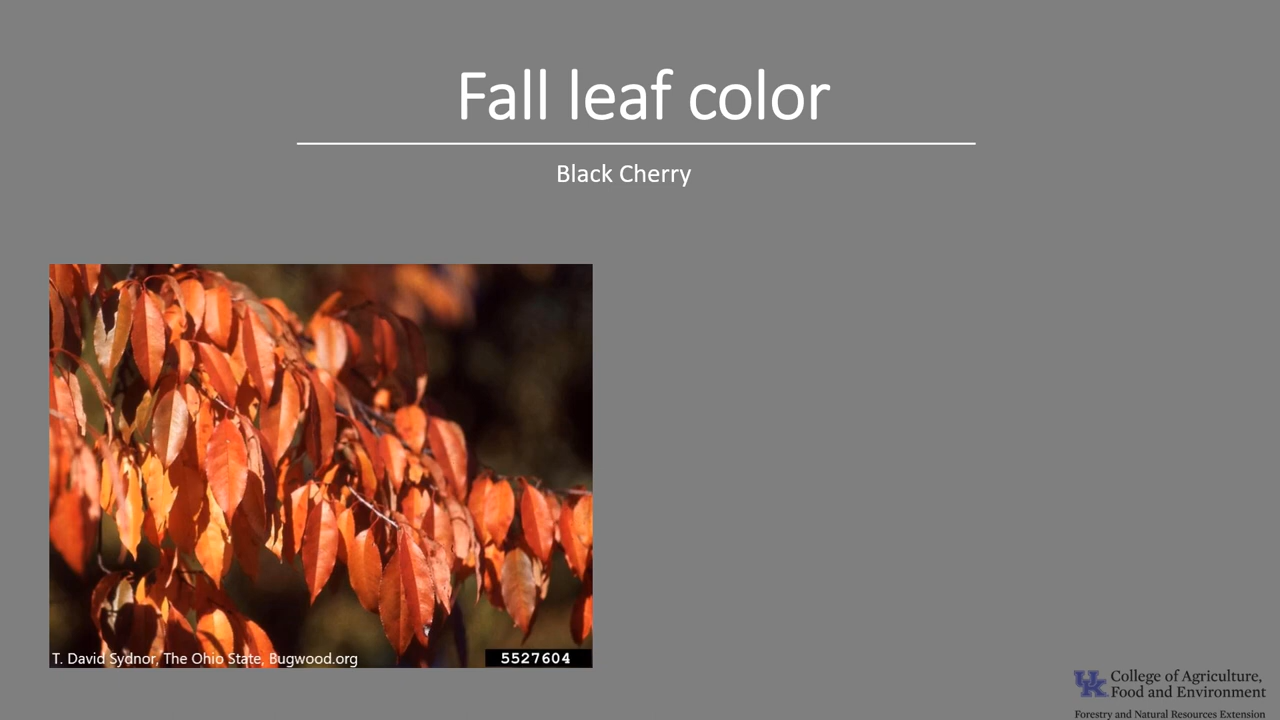 Fall leaf color
Black Cherry
T. David Sydnor, The Ohio State, Bugwood.org
5527604
UK College of Agriculture,
Food and Environment
Forestry and Natural Resources Extension